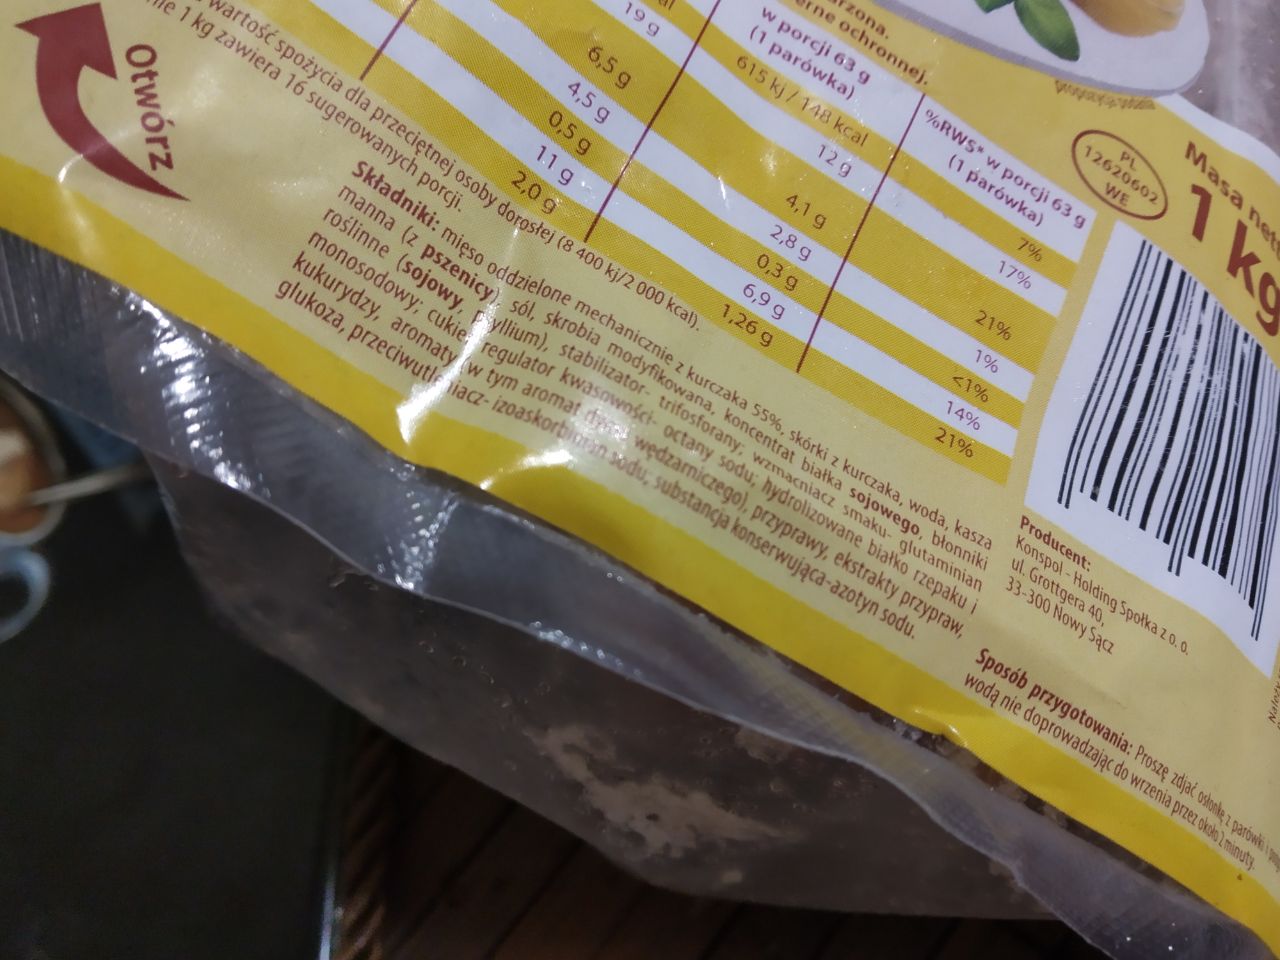 Otwórz
wartość spożycia dla przeciętnej osoby dorosłej (8 400 kj/2 000 kcal).
1 kg zawiera 16 sugerowanych porcji.
19 g
6,5 g
4,5 g
0,5 g
11 g
2,0 g
w porcji 63 g
(1 parówka)
615 kj / 148 kcal
12 g
4,1 g
2,8 g
0,3 g
6,9 g
1,26 g
%RWS* w porcji 63 g
(1 parówka)
7%
17%
21%
1%
<1%
14%
21%
ochronnej.
propozycja podania
PL
12620602
WE
Masa netto
1 kg
Składniki: mięso oddzielone mechanicznie z kurczaka 55%, skórki z kurczaka, woda, kasza
manna (z pszenicy), sól, skrobia modyfikowana, koncentrat białka sojowego, błonniki
roślinne (sojowy, psyllium), stabilizator- trifosforany; wzmacniacz smaku- glutaminian
monosodowy; cukier, regulator kwasowości- octany sodu; hydrolizowane białko rzepaku i
kukurydzy, aromaty (w tym aromat dymu wędzarniczego), przyprawy, ekstrakty przypraw,
glukoza, przeciwutleniacz- izoaskorbinian sodu; substancja konserwująca-azotyn sodu.
Producent:
Konspol - Holding Spółka z o. o.
ul. Grottgera 40,
33-300 Nowy Sącz
Sposób przygotowania: Proszę zdjąć osłonkę z parówki i
wodą nie doprowadzając do wrzenia przez około 2 minuty.